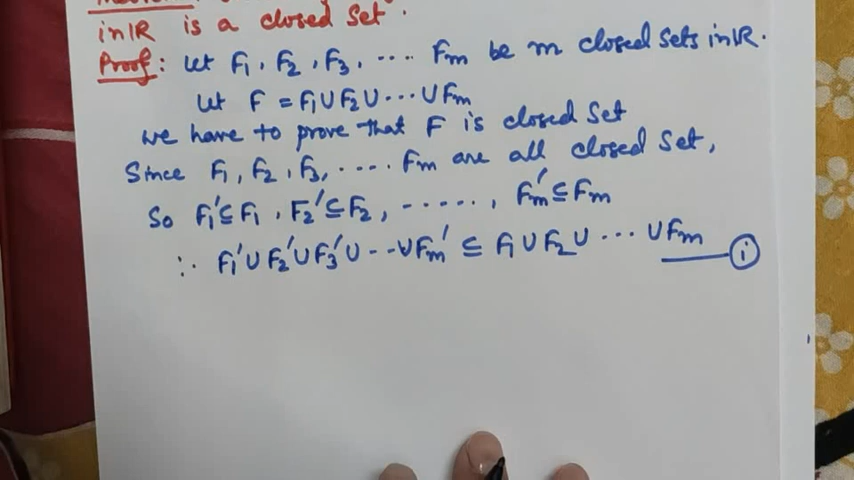 in IR is a closed Set.
Proof: Let F₁, F₂, F₃, .... Fm be m closed sets in IR.
Let F = F₁∪F₂∪...∪Fm
we have to prove that F is closed Set
Since F₁, F₂, F₃, .... Fm are all closed Set,
So F₁'⊆F₁, F₂'⊆F₂, ......, Fm'⊆Fm
∴ F₁'∪F₂'∪F₃'∪--∪Fm' ⊆ F₁∪F₂∪...∪Fm — (i)